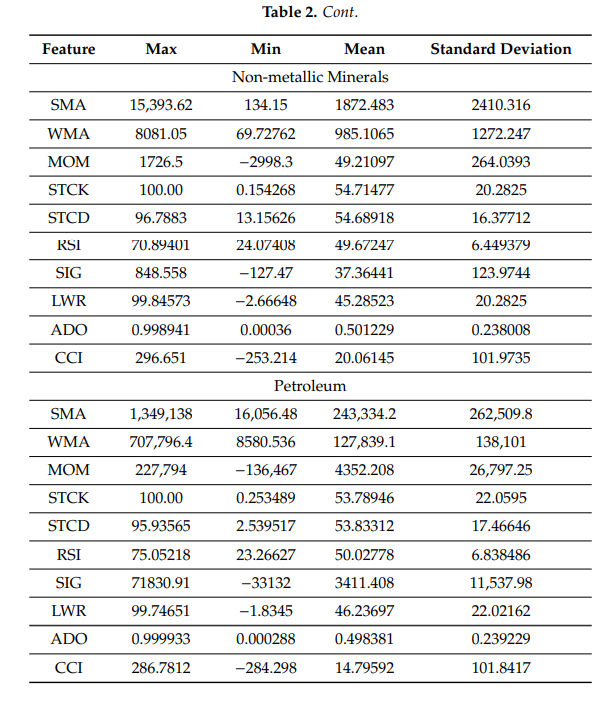 Table 2. Cont.
Feature Max Min Mean Standard Deviation
Non-metallic Minerals
SMA 15,393.62 134.15 1872.483 2410.316
WMA 8081.05 69.72762 985.1065 1272.247
MOM 1726.5 −2998.3 49.21097 264.0393
STCK 100.00 0.154268 54.71477 20.2825
STCD 96.7883 13.15626 54.68918 16.37712
RSI 70.89401 24.07408 49.67247 6.449379
SIG 848.558 −127.47 37.36441 123.9744
LWR 99.84573 −2.66648 45.28523 20.2825
ADO 0.998941 0.00036 0.501229 0.238008
CCI 296.651 −253.214 20.06145 101.9735
Petroleum
SMA 1,349,138 16,056.48 243,334.2 262,509.8
WMA 707,796.4 8580.536 127,839.1 138,101
MOM 227,794 −136,467 4352.208 26,797.25
STCK 100.00 0.253489 53.78946 22.0595
STCD 95.93565 2.539517 53.83312 17.46646
RSI 75.05218 23.26627 50.02778 6.838486
SIG 71830.91 −33132 3411.408 11,537.98
LWR 99.74651 −1.8345 46.23697 22.02162
ADO 0.999933 0.000288 0.498381 0.239229
CCI 286.7812 −284.298 14.79592 101.8417